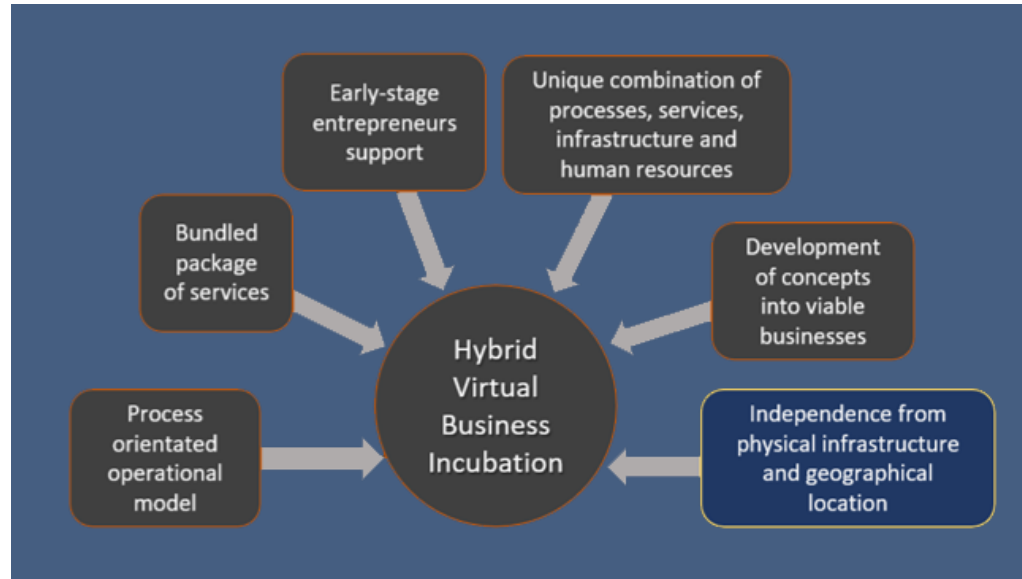 Early-stage
entrepreneurs
support
Unique combination of
processes, services,
infrastructure and
human resources
Bundled
package
of services
Development
of concepts
into viable
businesses
Hybrid
Virtual
Business
Incubation
Process
orientated
operational
model
Independence from
physical infrastructure
and geographical
location